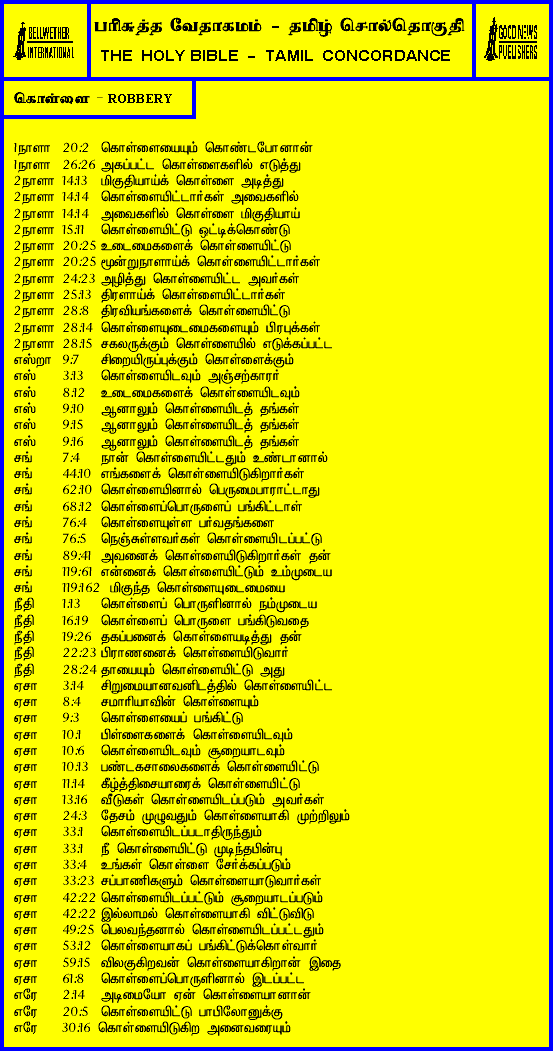 BELLWETHER
INTERNATIONAL
பரிசுத்த வேதாகமம் - தமிழ் சொல்தொகுதி
THE HOLY BIBLE - TAMIL CONCORDANCE
GOOD NEWS
PUBLISHERS
கொள்ளை - ROBBERY
1நாளா 20:2 கொள்ளையையும் கொண்டபோனான்
1நாளா 26:26 அகப்பட்ட கொள்ளைகளில் எடுத்து
2நாளா 14:13 மிகுதியாய்க் கொள்ளை அடித்து
2நாளா 14:14 கொள்ளையிட்டார்கள் அவைகளில்
2நாளா 14:14 அவைகளில் கொள்ளை மிகுதியாய்
2நாளா 15:11 கொள்ளையிட்டு ஒட்டிக்கொண்டு
2நாளா 20:25 உடைமைகளைக் கொள்ளையிட்டு
2நாளா 20:25 மூன்றுநாளாய்க் கொள்ளையிட்டார்கள்
2நாளா 24:23 அழித்து கொள்ளையிட்ட அவர்கள்
2நாளா 25:13 திரளாய்க் கொள்ளையிட்டார்கள்
2நாளா 28:8 திரவியங்களைக் கொள்ளையிட்டு
2நாளா 28:14 கொள்ளையுடைமைகளையும் பிரபுக்கள்
2நாளா 28:15 சகலருக்கும் கொள்ளையில் எடுக்கப்பட்ட
எஸ்றா 9:7 சிறையிருப்புக்கும் கொள்ளைக்கும்
எஸ் 3:13 கொள்ளையிடவும் அஞ்சற்காரர்
எஸ் 8:12 உடைமைகளைக் கொள்ளையிடவும்
எஸ் 9:10 ஆனாலும் கொள்ளையிடத் தங்கள்
எஸ் 9:15 ஆனாலும் கொள்ளையிடத் தங்கள்
எஸ் 9:16 ஆனாலும் கொள்ளையிடத் தங்கள்
சங் 7:4 நான் கொள்ளையிட்டதும் உண்டானால்
சங் 44:10 எங்களைக் கொள்ளையிடுகிறார்கள்
சங் 62:10 கொள்ளையினால் பெருமைபாராட்டாது
சங் 68:12 கொள்ளைப்பொருளைப் பங்கிட்டாள்
சங் 76:4 கொள்ளையுள்ள பர்வதங்களை
சங் 76:5 நெஞ்சுள்ளவர்கள் கொள்ளையிடப்பட்டு
சங் 89:41 அவனைக் கொள்ளையிடுகிறார்கள் தன்
சங் 119:61 என்னைக் கொள்ளையிட்டும் உம்முடைய
சங் 119:162 மிகுந்த கொள்ளையுடைமையை
நீதி 1:13 கொள்ளைப் பொருளினால் நம்முடைய
நீதி 16:19 கொள்ளைப் பொருளை பங்கிடுவதை
நீதி 19:26 தகப்பனைக் கொள்ளையடித்து தன்
நீதி 22:23 பிராணனைக் கொள்ளையிடுவார்
நீதி 28:24 தாயையும் கொள்ளையிட்டு அது
ஏசா 3:14 சிறுமையானவனிடத்தில் கொள்ளையிட்ட
ஏசா 8:4 சமாரியாவின் கொள்ளையும்
ஏசா 9:3 கொள்ளையைப் பங்கிட்டு
ஏசா 10:1 பிள்ளைகளைக் கொள்ளையிடவும்
ஏசா 10:6 கொள்ளையிடவும் சூறையாடவும்
ஏசா 10:13 பண்டகசாலைகளைக் கொள்ளையிட்டு
ஏசா 11:14 கீழ்த்திசையாரைக் கொள்ளையிட்டு
ஏசா 13:16 வீடுகள் கொள்ளையிடப்படும் அவர்கள்
ஏசா 24:3 தேசம் முழுவதும் கொள்ளையாகி முற்றிலும்
ஏசா 33:1 கொள்ளையிடப்படாதிருந்தும்
ஏசா 33:1 நீ கொள்ளையிட்டு முடிந்தபின்பு
ஏசா 33:4 உங்கள் கொள்ளை சேர்க்கப்படும்
ஏசா 33:23 சப்பாணிகளும் கொள்ளையாடுவார்கள்
ஏசா 42:22 கொள்ளையிடப்பட்டும் சூறையாடப்படும்
ஏசா 42:22 இல்லாமல் கொள்ளையாகி விட்டுவிடு
ஏசா 49:25 பெலவந்தனால் கொள்ளையிடப்பட்டதும்
ஏசா 53:12 கொள்ளையாகப் பங்கிட்டுக்கொள்வார்
ஏசா 59:15 விலகுகிறவன் கொள்ளையாகிறான் இதை
ஏசா 61:8 கொள்ளைப்பொருளினால் இடப்பட்ட
எரே 2:14 அடிமையோ ஏன் கொள்ளையானான்
எரே 20:5 கொள்ளையிட்டு பாபிலோனுக்கு
எரே 30:16 கொள்ளையிடுகிற அனைவரையும்